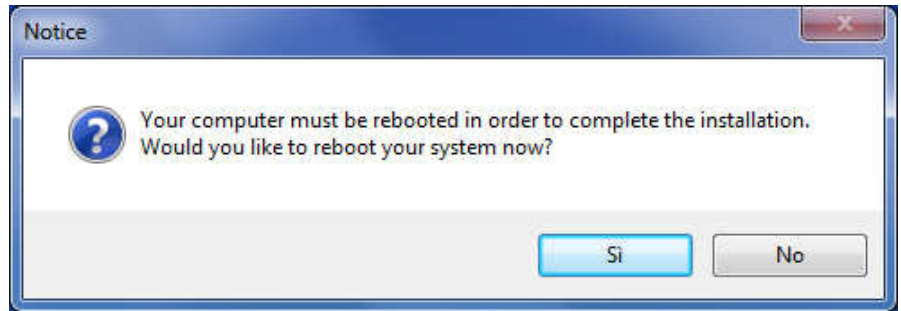 Notice
Your computer must be rebooted in order to complete the installation.
Would you like to reboot your system now?
Sì
No